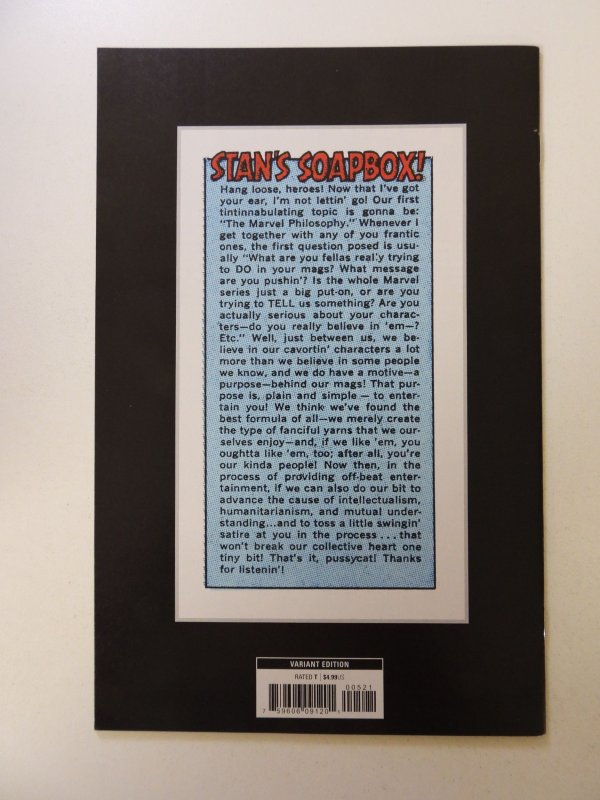 STAN'S SOAPBOX!
Hang loose, heroes! Now that I've got
your ear, I'm not lettin' go! Our first
tintinnabulating topic is gonna be:
"The Marvel Philosophy." Whenever I
get together with any of you frantic
ones, the first question posed is usu-
ally "What are you fellas really trying
to DO in your mags? What message
are you pushin'? Is the whole Marvel
series just a big put-on, or are you
trying to TELL us something? Are you
actually serious about your charac-
ters—do you really believe in 'em—?
Etc." Well, just between us, we be-
lieve in our cavortin' characters a lot
more than we believe in some people
we know, and we do have a motive—a
purpose—behind our mags! That pur-
pose is, plain and simple — to enter-
tain you! We think we've found the
best formula of all—we merely create
the type of fanciful yarns that we our-
selves enjoy—and, if we like 'em, you
oughtta like 'em, too; after all, you're
our kinda people! Now then, in the
process of providing off-beat enter-
tainment, if we can also do our bit to
advance the cause of intellectualism,
humanitarianism, and mutual under-
standing...and to toss a little swingin'
satire at you in the process...that
won't break our collective heart one
tiny bit! That's it, pussycat! Thanks
for listenin'!
VARIANT EDITION
RATED T | $4.99US
00521
7 59606 09120 1